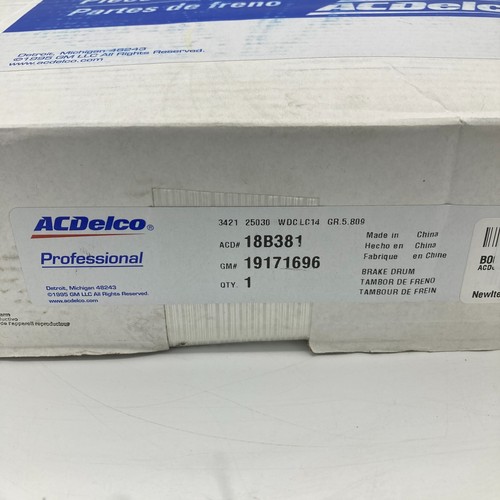 ACDelco
Partes de freno
Detroit, Michigan 48243
©1995 GM LLC All Rights Reserved.
www.acdelco.com
ACDelco
Professional
Detroit, Michigan 48243
©1995 GM LLC All Rights Reserved.
www.acdelco.com
3421 25030 WDC:LC14 GR.5.809
ACD# 18B381
GM# 19171696
QTY. 1
Made in China
Hecho en China
Fabrique en Chine
BRAKE DRUM
TAMBOR DE FRENO
TAMBOUR DE FREIN
de l'appareil reproducteur